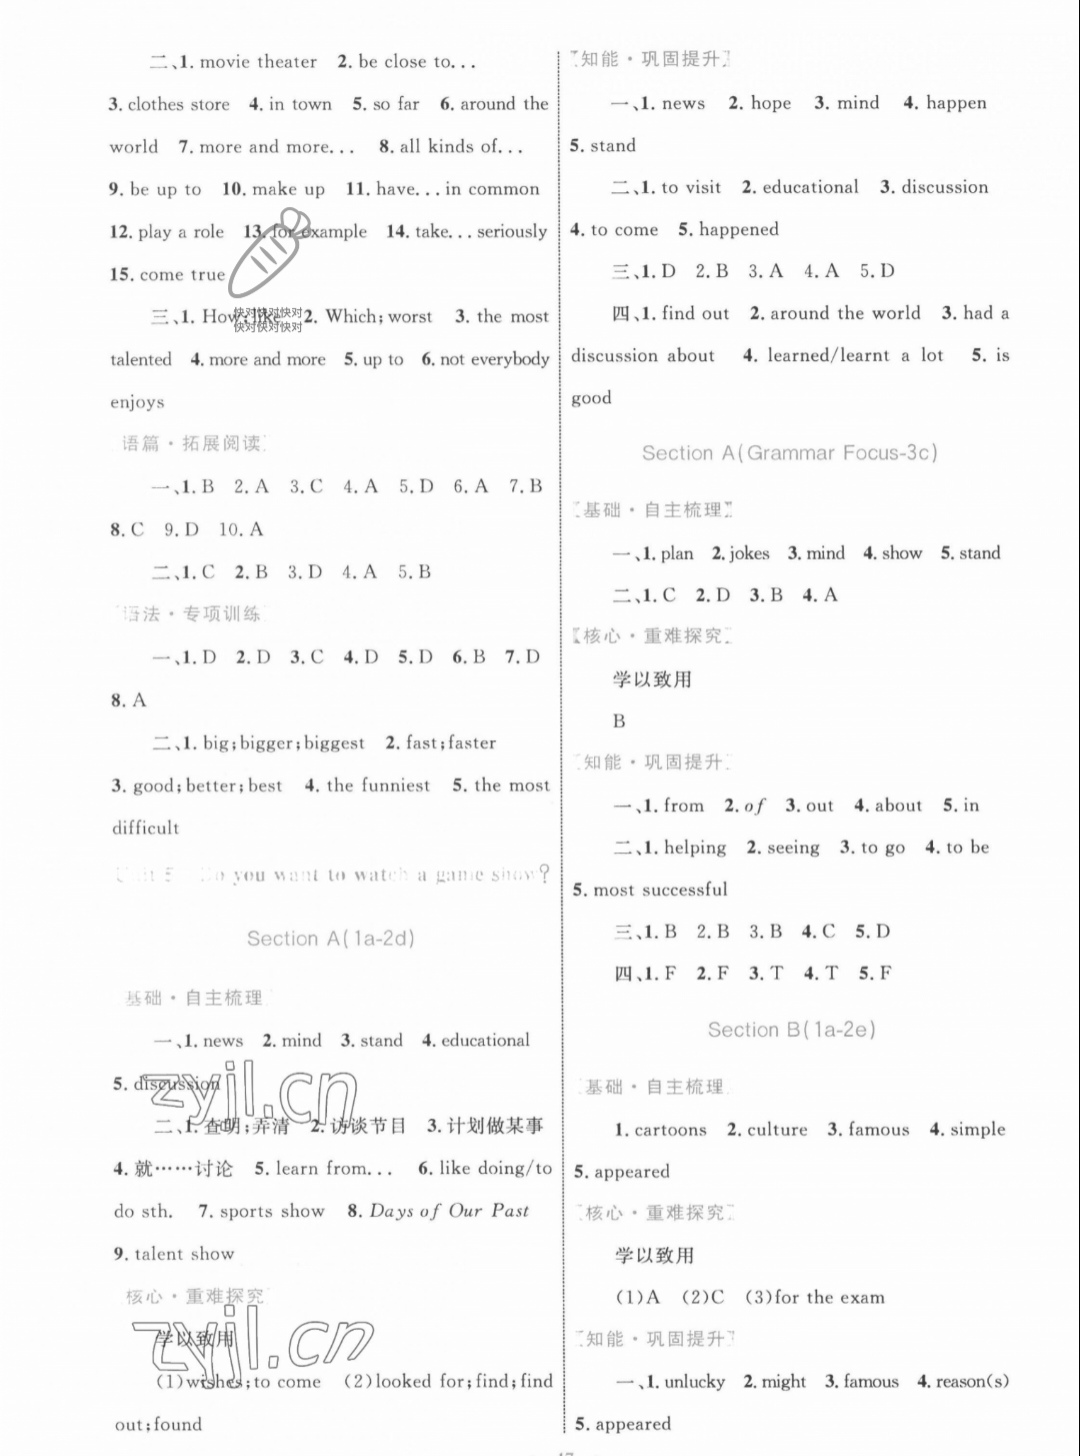 二、1. movie theater 2. be close to...
3. clothes store 4. in town 5. so far 6. around the
world 7. more and more... 8. all kinds of...
9. be up to 10. make up 11. have... in common
12. play a role 13. for example 14. take... seriously
15. come true
三、1. How; like 2. Which; worst 3. the most
talented 4. more and more 5. up to 6. not everybody
enjoys
语篇·拓展阅读
一、1. B 2. A 3. C 4. A 5. D 6. A 7. B
8. C 9. D 10. A
二、1. C 2. B 3. D 4. A 5. B
语法·专项训练
一、1. D 2. D 3. C 4. D 5. D 6. B 7. D
8. A
二、1. big; bigger; biggest 2. fast; faster
3. good; better; best 4. the funniest 5. the most
difficult
Unit 5 Do you want to watch a game show?
Section A(1a-2d)
基础·自主梳理
一、1. news 2. mind 3. stand 4. educational
5. discussion
二、1. 查明;弄清 2. 访谈节目 3. 计划做某事
4. 就……讨论 5. learn from... 6. like doing/to
do sth. 7. sports show 8. Days of Our Past
9. talent show
核心·重难探究
学以致用
(1)wishes; to come (2)looked for; find; find
out; found
【知能·巩固提升】
一、1. news 2. hope 3. mind 4. happen
5. stand
二、1. to visit 2. educational 3. discussion
4. to come 5. happened
三、1. D 2. B 3. A 4. A 5. D
四、1. find out 2. around the world 3. had a
discussion about 4. learned/learnt a lot 5. is
good
Section A(Grammar Focus-3c)
【基础·自主梳理】
一、1. plan 2. jokes 3. mind 4. show 5. stand
二、1. C 2. D 3. B 4. A
【核心·重难探究】
学以致用
B
【知能·巩固提升】
一、1. from 2. of 3. out 4. about 5. in
二、1. helping 2. seeing 3. to go 4. to be
5. most successful
三、1. B 2. B 3. B 4. C 5. D
四、1. F 2. F 3. T 4. T 5. F
Section B(1a-2e)
【基础·自主梳理】
1. cartoons 2. culture 3. famous 4. simple
5. appeared
【核心·重难探究】
学以致用
(1)A (2)C (3)for the exam
【知能·巩固提升】
一、1. unlucky 2. might 3. famous 4. reason(s)
5. appeared
快对快对快对
快对快对快对
zyjl.cn
zyjl.cn